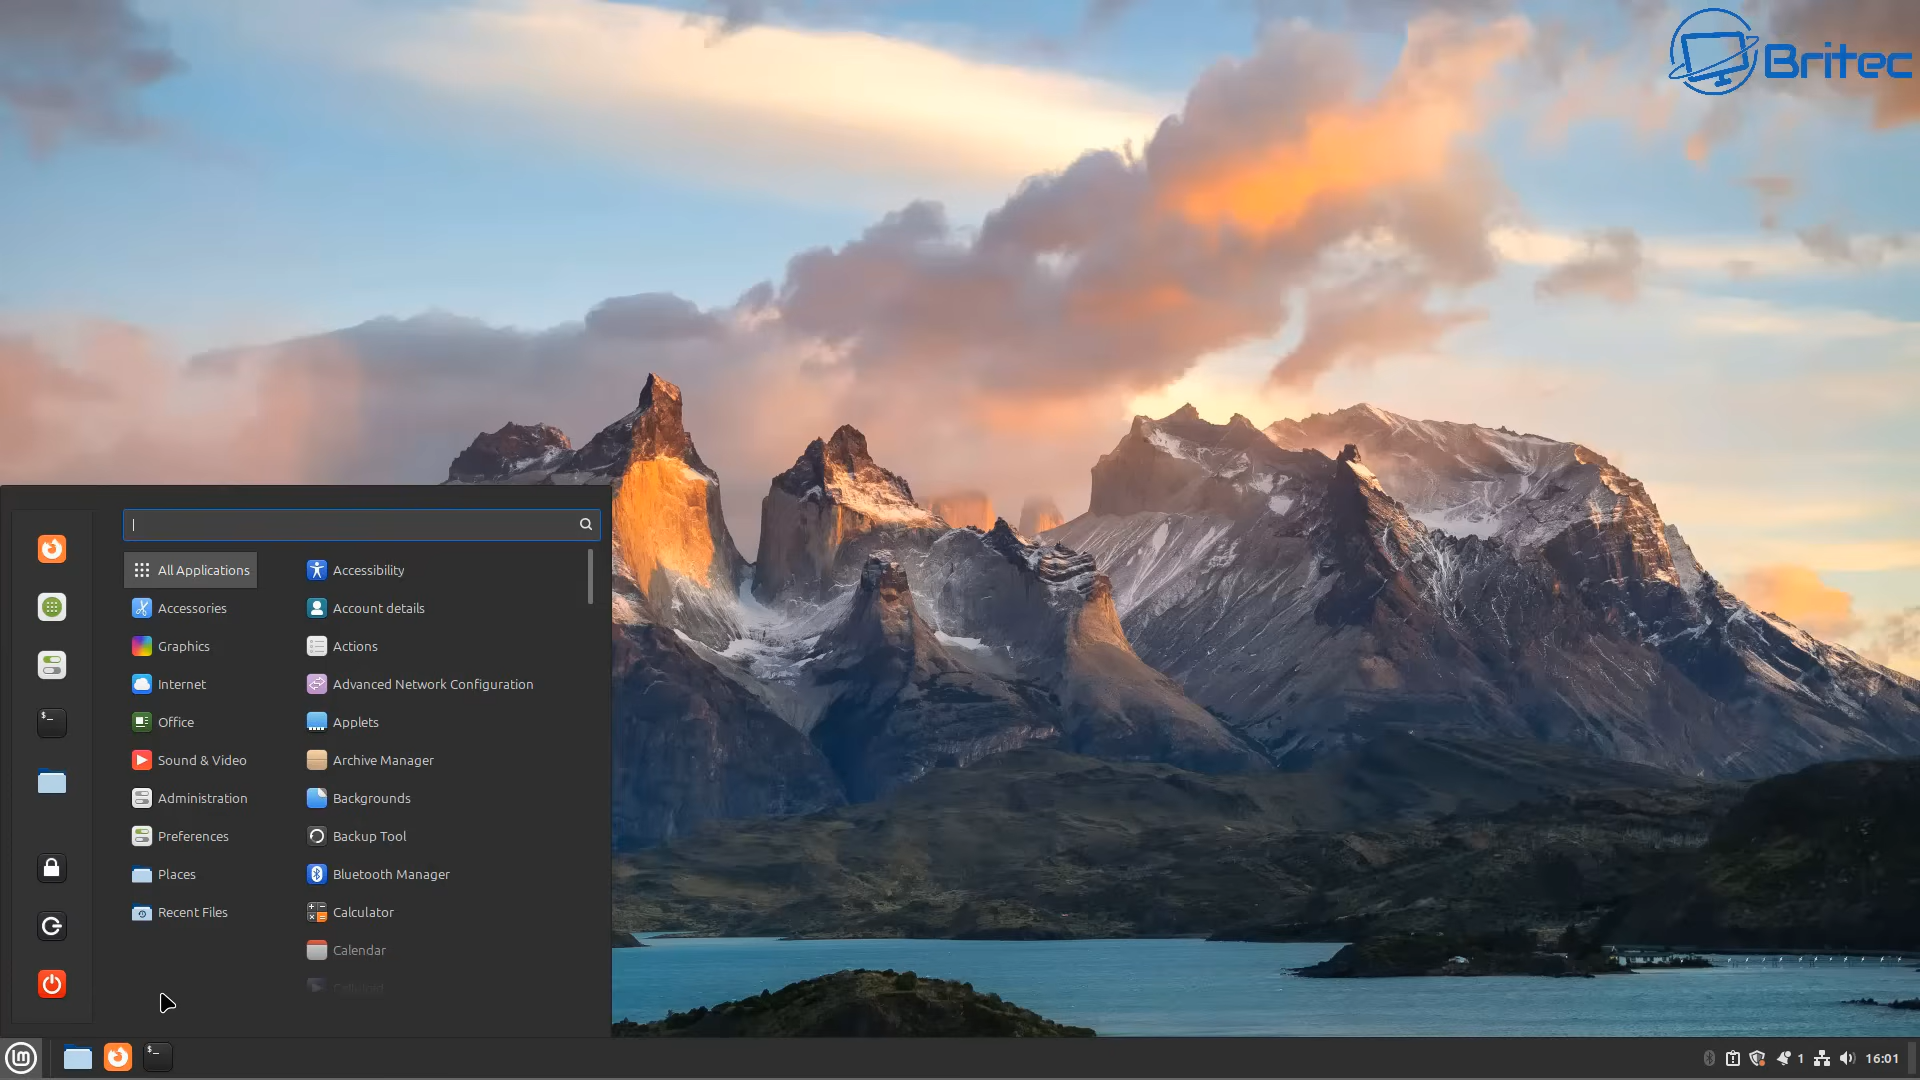 Britec
All Applications
Accessories
Graphics
Internet
Office
Sound & Video
Administration
Preferences
Places
Recent Files
Accessibility
Account details
Actions
Advanced Network Configuration
Applets
Archive Manager
Backgrounds
Backup Tool
Bluetooth Manager
Calculator
Calendar
Celluloid
$_
$_
1
16:01